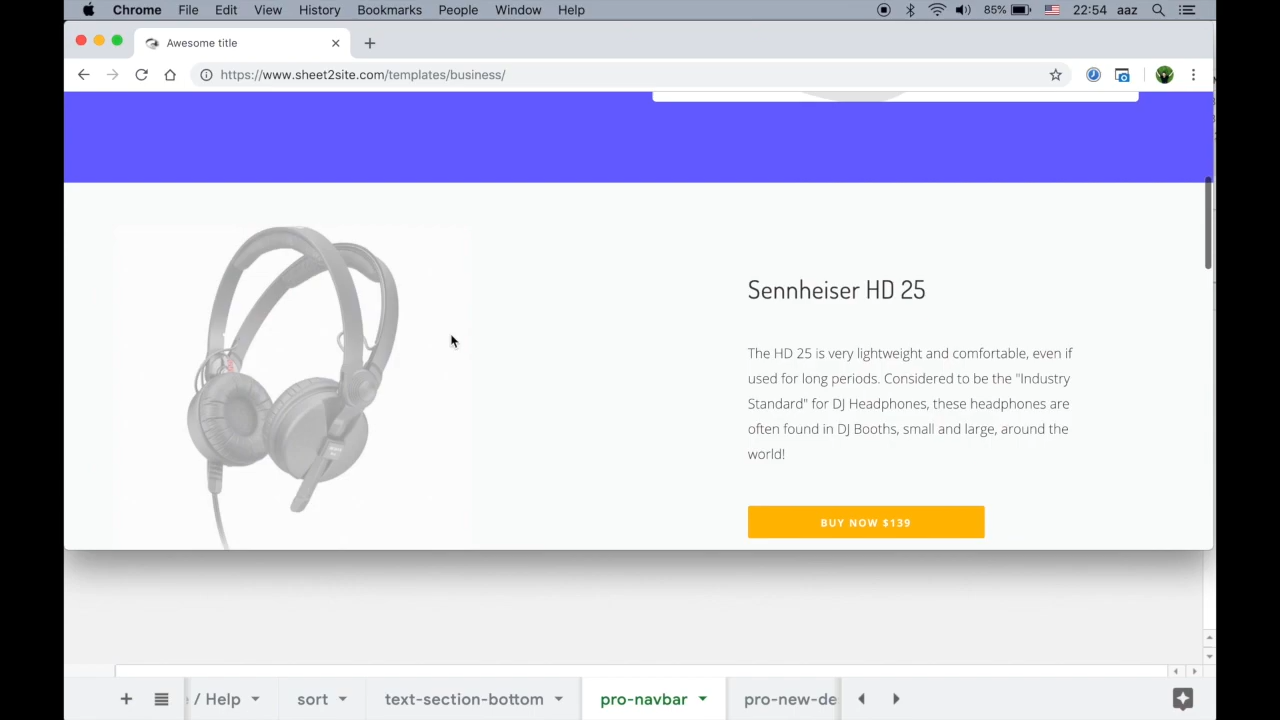 Chrome File Edit View History Bookmarks People Window Help 85% 22:54 aaz
Awesome title
https://www.sheet2site.com/templates/business/
Sennheiser HD 25
The HD 25 is very lightweight and comfortable, even if
used for long periods. Considered to be the "Industry
Standard" for DJ Headphones, these headphones are
often found in DJ Booths, small and large, around the
world!
BUY NOW $139
/ Help sort text-section-bottom pro-navbar pro-new-de